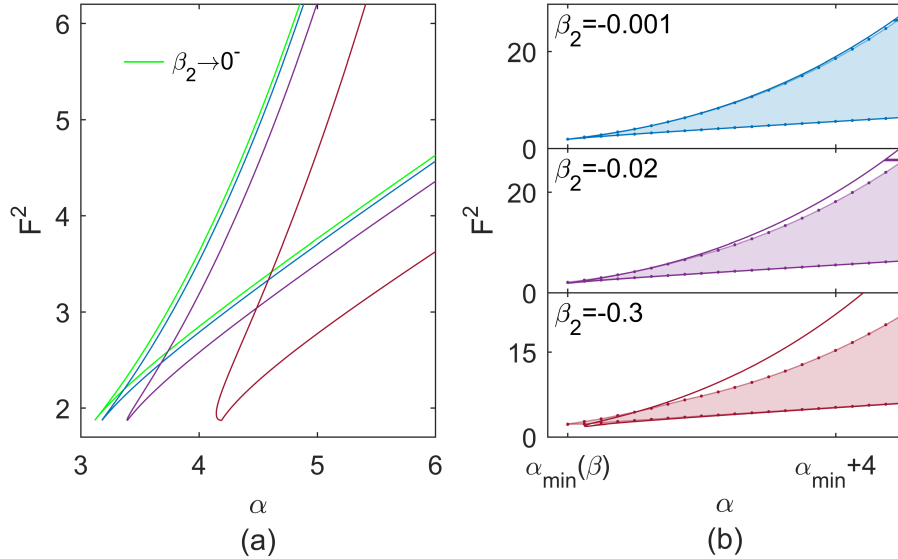 6
5
4
3
2
F²
β₂→0⁻
3 4 5 6
α
(a)
β₂=-0.001
20
0
β₂=-0.02
20
0
F²
β₂=-0.3
15
0
α_min(β) α_min+4
α
(b)